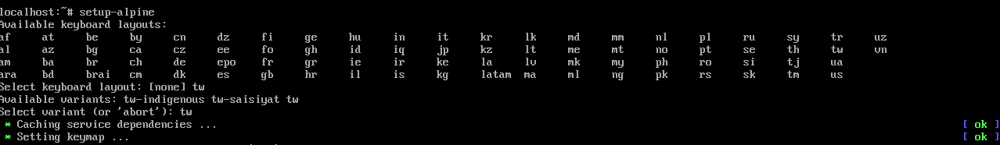 localhost:~# setup-alpine
Available keyboard layouts:
af at be by cn dz fi ge hu in it kr lk md mm nl pl ru sy tr uz
al az bg ca cz ee fo gh id iq jp kz lt me mt no pt se th tw vn
am ba br ch de epo fr gr ie ir ke la lv mk my ph ro si tj ua
ara bd brai cm dk es gb hr il is kg latam ma ml ng pk rs sk tm us
Select keyboard layout: [none] tw
Available variants: tw-indigenous tw-saisiyat tw
Select variant (or 'abort'): tw
* Caching service dependencies ... [ ok ]
* Setting keymap ... [ ok ]